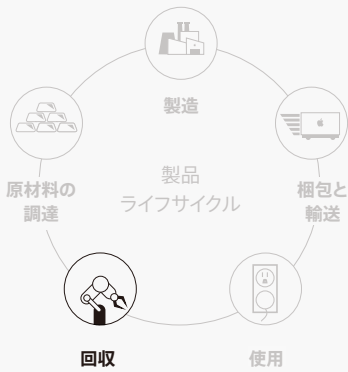 製造
原材料の
調達
製品
ライフサイクル
梱包と
輸送
回収
使用